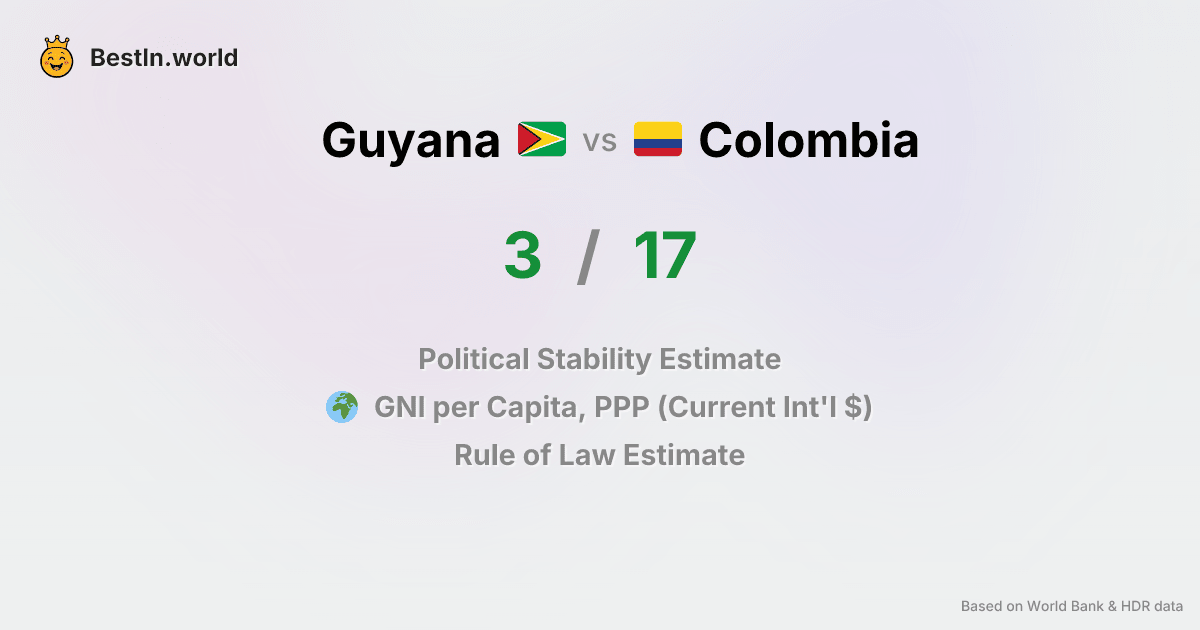 BestIn.world
Guyana vs Colombia
3 / 17
Political Stability Estimate
GNI per Capita, PPP (Current Int'l $)
Rule of Law Estimate
Based on World Bank & HDR data